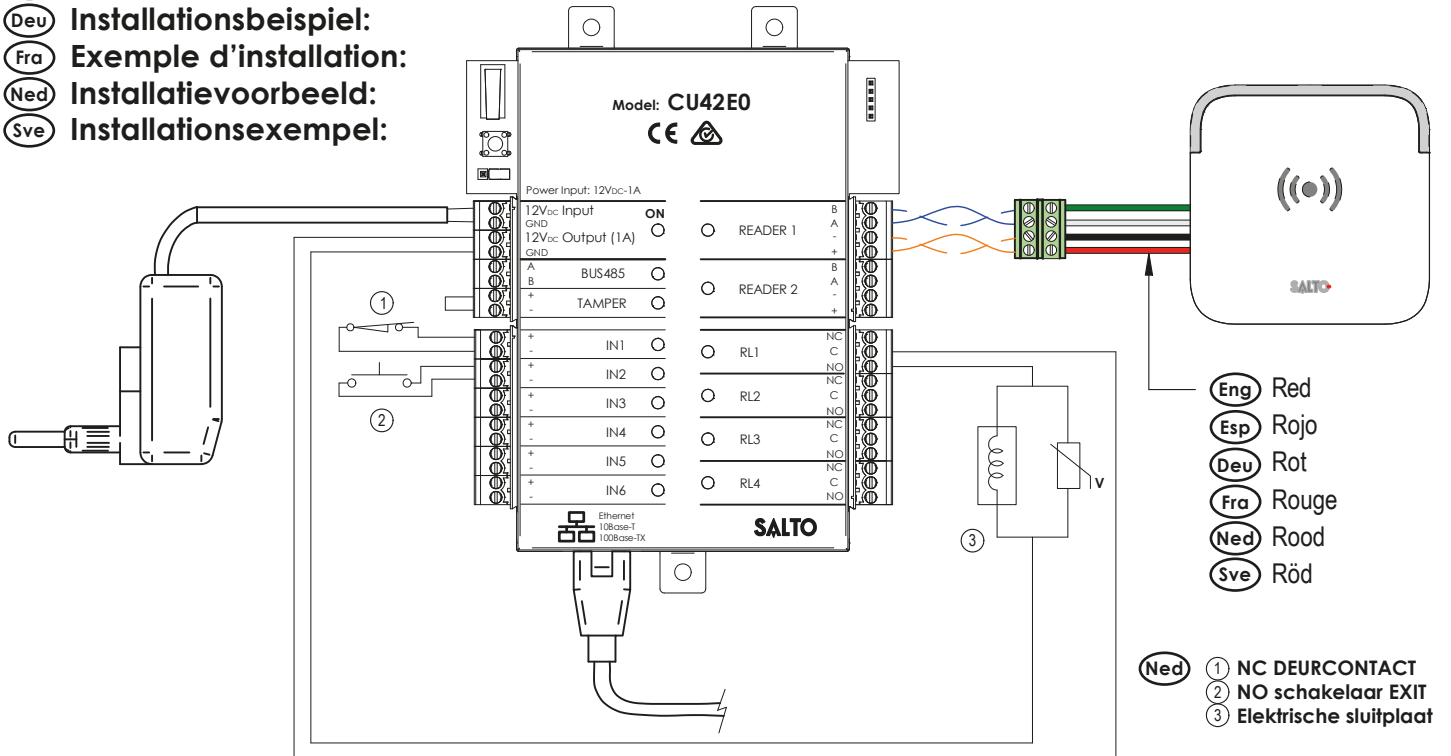 Deu Installationsbeispiel:
Fra Exemple d'installation:
Ned Installatievoorbeeld:
Sve Installationsexempel:
Model: CU42E0
CE
Power Input: 12VDC-1A
12VDC Input ON
GND
12VDC Output (1A)
GND
A
B
BUS485
+
-
TAMPER
+
-
IN1
+
-
IN2
+
-
IN3
+
-
IN4
+
-
IN5
+
-
IN6
READER 1
B
A
-
+
READER 2
B
A
-
+
RL1
NC
C
NO
RL2
NC
C
NO
RL3
NC
C
NO
RL4
NC
C
NO
Ethernet
10Base-T
100Base-TX
SALTO
1
2
3
V
SALTO
Eng Red
Esp Rojo
Deu Rot
Fra Rouge
Ned Rood
Sve Röd
Ned 1 NC DEURCONTACT
2 NO schakelaar EXIT
3 Elektrische sluitplaat